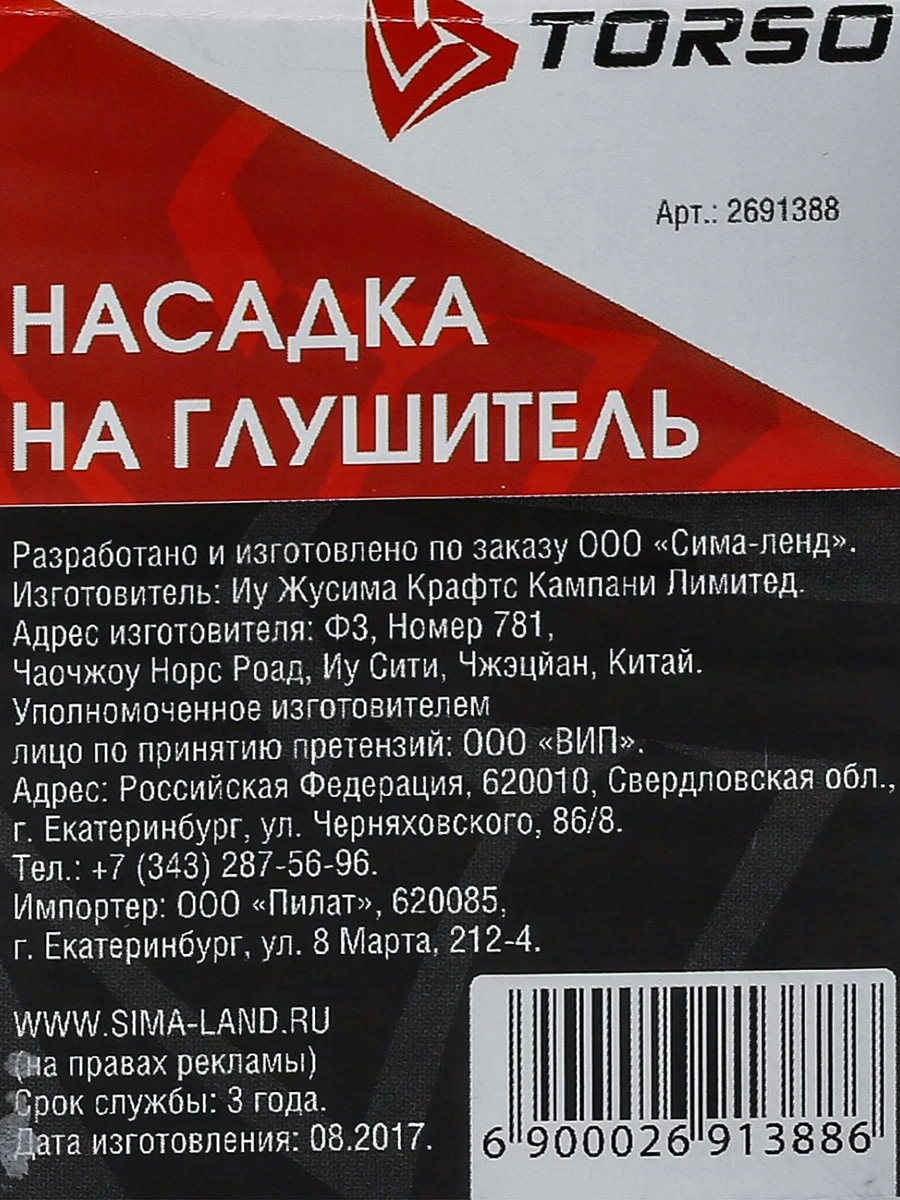 TORSO
Арт.: 2691388
НАСАДКА
НА ГЛУШИТЕЛЬ
Разработано и изготовлено по заказу ООО «Сима-ленд».
Изготовитель: Иу Жусима Крафтс Кампани Лимитед.
Адрес изготовителя: Ф3, Номер 781,
Чаочжоу Норс Роад, Иу Сити, Чжэцйан, Китай.
Уполномоченное изготовителем
лицо по принятию претензий: ООО «ВИП».
Адрес: Российская Федерация, 620010, Свердловская обл.,
г. Екатеринбург, ул. Черняховского, 86/8.
Тел.: +7 (343) 287-56-96.
Импортер: ООО «Пилат», 620085,
г. Екатеринбург, ул. 8 Марта, 212-4.
WWW.SIMA-LAND.RU
(на правах рекламы)
Срок службы: 3 года.
Дата изготовления: 08.2017.
6 900026 913886